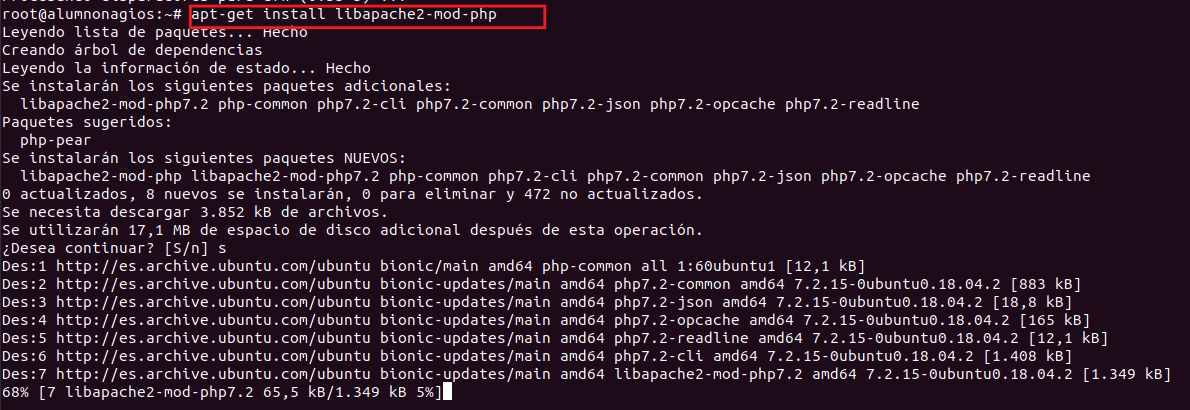 root@alumnonagios:~# apt-get install libapache2-mod-php
Leyendo lista de paquetes... Hecho
Creando árbol de dependencias
Leyendo la información de estado... Hecho
Se instalarán los siguientes paquetes adicionales:
  libapache2-mod-php7.2 php-common php7.2-cli php7.2-common php7.2-json php7.2-opcache php7.2-readline
Paquetes sugeridos:
  php-pear
Se instalarán los siguientes paquetes NUEVOS:
  libapache2-mod-php libapache2-mod-php7.2 php-common php7.2-cli php7.2-common php7.2-json php7.2-opcache php7.2-readline
0 actualizados, 8 nuevos se instalarán, 0 para eliminar y 472 no actualizados.
Se necesita descargar 3.852 kB de archivos.
Se utilizarán 17,1 MB de espacio de disco adicional después de esta operación.
¿Desea continuar? [S/n] s
Des:1 http://es.archive.ubuntu.com/ubuntu bionic/main amd64 php-common all 1:60ubuntu1 [12,1 kB]
Des:2 http://es.archive.ubuntu.com/ubuntu bionic-updates/main amd64 php7.2-common amd64 7.2.15-0ubuntu0.18.04.2 [883 kB]
Des:3 http://es.archive.ubuntu.com/ubuntu bionic-updates/main amd64 php7.2-json amd64 7.2.15-0ubuntu0.18.04.2 [18,8 kB]
Des:4 http://es.archive.ubuntu.com/ubuntu bionic-updates/main amd64 php7.2-opcache amd64 7.2.15-0ubuntu0.18.04.2 [165 kB]
Des:5 http://es.archive.ubuntu.com/ubuntu bionic-updates/main amd64 php7.2-readline amd64 7.2.15-0ubuntu0.18.04.2 [12,1 kB]
Des:6 http://es.archive.ubuntu.com/ubuntu bionic-updates/main amd64 php7.2-cli amd64 7.2.15-0ubuntu0.18.04.2 [1.408 kB]
Des:7 http://es.archive.ubuntu.com/ubuntu bionic-updates/main amd64 libapache2-mod-php7.2 amd64 7.2.15-0ubuntu0.18.04.2 [1.349 kB]
68% [7 libapache2-mod-php7.2 65,5 kB/1.349 kB 5%]